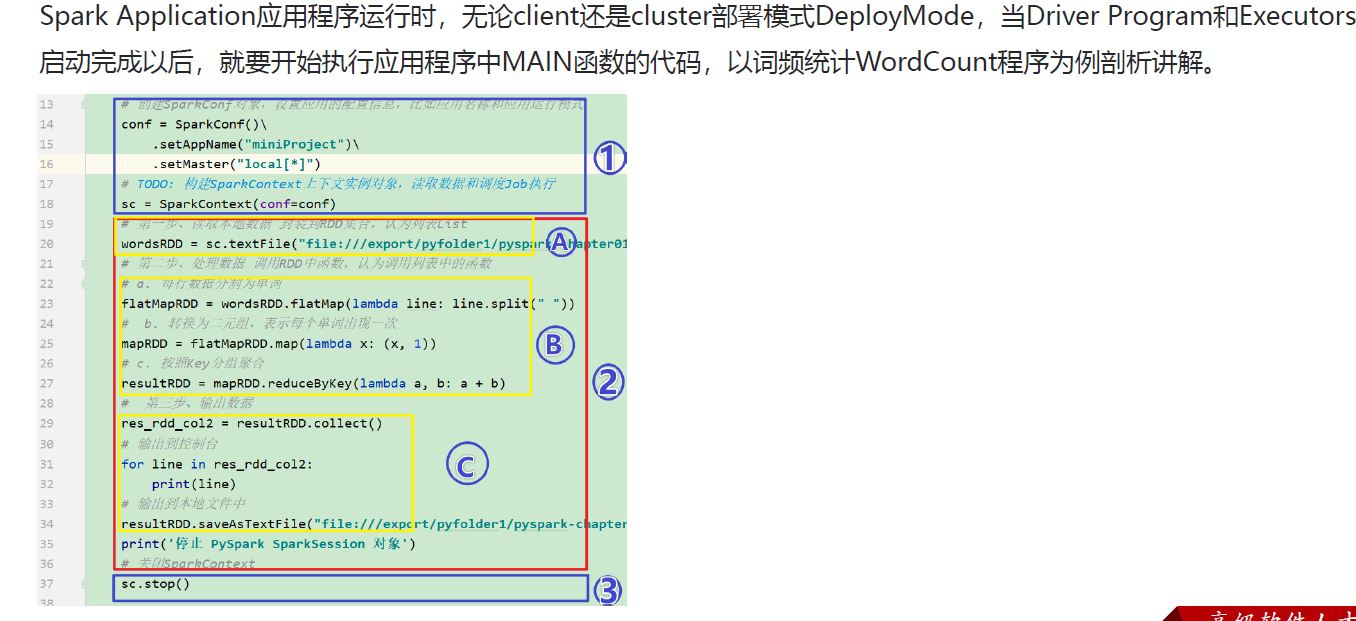 Spark Application应用程序运行时，无论client还是cluster部署模式DeployMode，当Driver Program和Executors
启动完成以后，就要开始执行应用程序中MAIN函数的代码，以词频统计WordCount程序为例剖析讲解。
13 # 创建SparkConf对象，设置应用的配置信息，比如应用名称和应用运行模式
14 conf = SparkConf()\
15 .setAppName("miniProject")\
16 .setMaster("local[*]")
①
17 # TODO: 构建SparkContext上下文实例对象，读取数据和调度Job执行
18 sc = SparkContext(conf=conf)
19 # 第一步、读取本地数据 封装到RDD集合，认为列表List
20 wordsRDD = sc.textFile("file:///export/pyfolder1/pyspark-chapter01
A
21 # 第二步、处理数据 调用RDD中函数，认为调用列表中的函数
22 # a. 每行数据分割为单词
23 flatMapRDD = wordsRDD.flatMap(lambda line: line.split(" "))
24 # b. 转换为二元组，表示每个单词出现一次
25 mapRDD = flatMapRDD.map(lambda x: (x, 1))
B
26 # c. 按照Key分组聚合
27 resultRDD = mapRDD.reduceByKey(lambda a, b: a + b)
②
28 # 第三步、输出数据
29 res_rdd_col2 = resultRDD.collect()
30 # 输出到控制台
31 for line in res_rdd_col2:
C
32 print(line)
33 # 输出到本地文件中
34 resultRDD.saveAsTextFile("file:///export/pyfolder1/pyspark-chapter
35 print('停止 PySpark SparkSession 对象')
36 # 关闭SparkContext
37 sc.stop()
③
38
高级软件人才